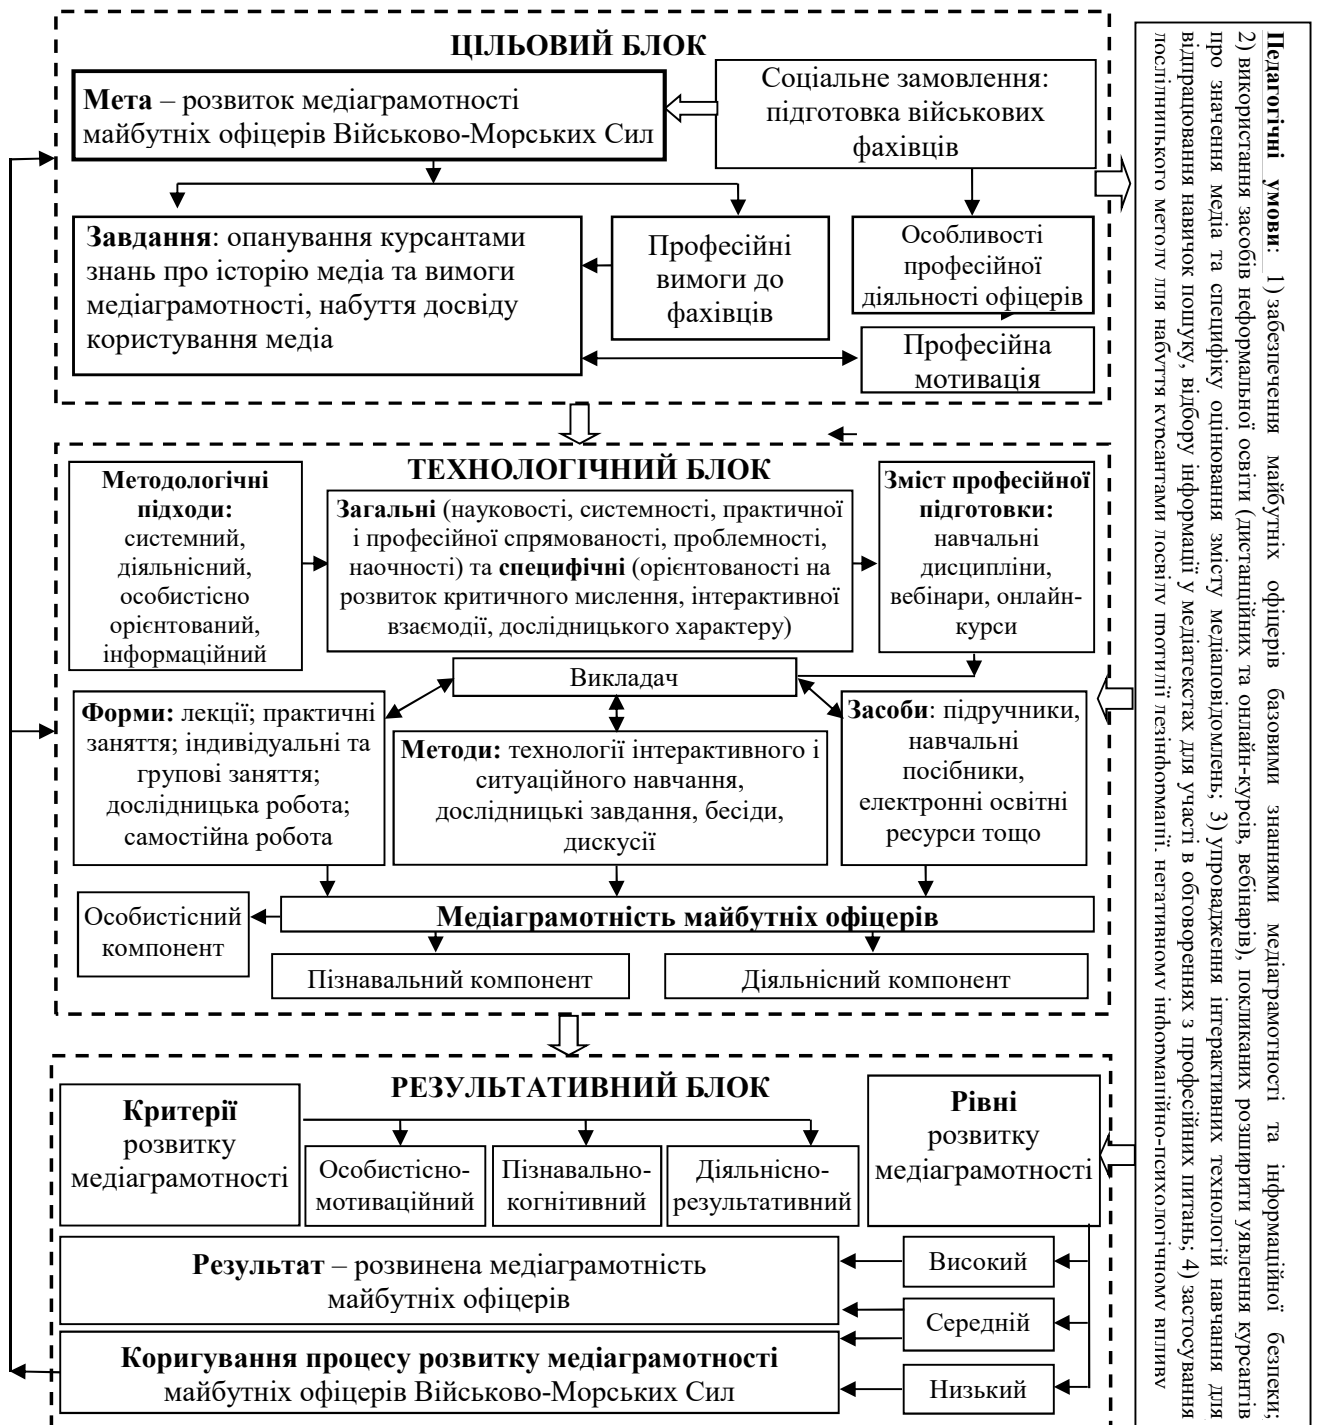 ЦІЛЬОВИЙ БЛОК
Мета – розвиток медіаграмотності
майбутніх офіцерів Військово-Морських Сил
Соціальне замовлення:
підготовка військових
фахівців
Завдання: опанування курсантами
знань про історію медіа та вимоги
медіаграмотності, набуття досвіду
користування медіа
Професійні
вимоги до
фахівців
Особливості
професійної
діяльності офіцерів
Професійна
мотивація
ТЕХНОЛОГІЧНИЙ БЛОК
Методологічні
підходи:
системний,
діяльнісний,
особистісно
орієнтований,
інформаційний
Загальні (науковості, системності, практичної
і професійної спрямованості, проблемності,
наочності) та специфічні (орієнтованості на
розвиток критичного мислення, інтерактивної
взаємодії, дослідницького характеру)
Зміст професійної
підготовки:
навчальні
дисципліни,
вебінари, онлайн-
курси
Викладач
Форми: лекції; практичні
заняття; індивідуальні та
групові заняття;
дослідницька робота;
самостійна робота
Методи: технології інтерактивного і
ситуаційного навчання,
дослідницькі завдання, бесіди,
дискусії
Засоби: підручники,
навчальні
посібники,
електронні освітні
ресурси тощо
Особистісний
компонент
Медіаграмотність майбутніх офіцерів
Пізнавальний компонент
Діяльнісний компонент
РЕЗУЛЬТАТИВНИЙ БЛОК
Критерії
розвитку
медіаграмотності
Особистісно-
мотиваційний
Пізнавально-
когнітивний
Діяльнісно-
результативний
Рівні
розвитку
медіаграмотності
Результат – розвинена медіаграмотність
майбутніх офіцерів
Високий
Середній
Низький
Коригування процесу розвитку медіаграмотності
майбутніх офіцерів Військово-Морських Сил
Педагогічні умови: 1) забезпечення майбутніх офіцерів базовими знаннями медіаграмотності та інформаційної безпеки;
2) використання засобів неформальної освіти (дистанційних та онлайн-курсів, вебінарів), покликаних розширити уявлення курсантів
про значення медіа та специфіку оцінювання змісту медіаповідомлень; 3) упровадження інтерактивних технологій навчання для
відпрацювання навичок пошуку, відбору інформації у медіатекстах для участі в обговореннях з професійних питань; 4) застосування
дослідницького методу для набуття курсантами досвіду протидії дезінформації, негативному інформаційно-психологічному впливу